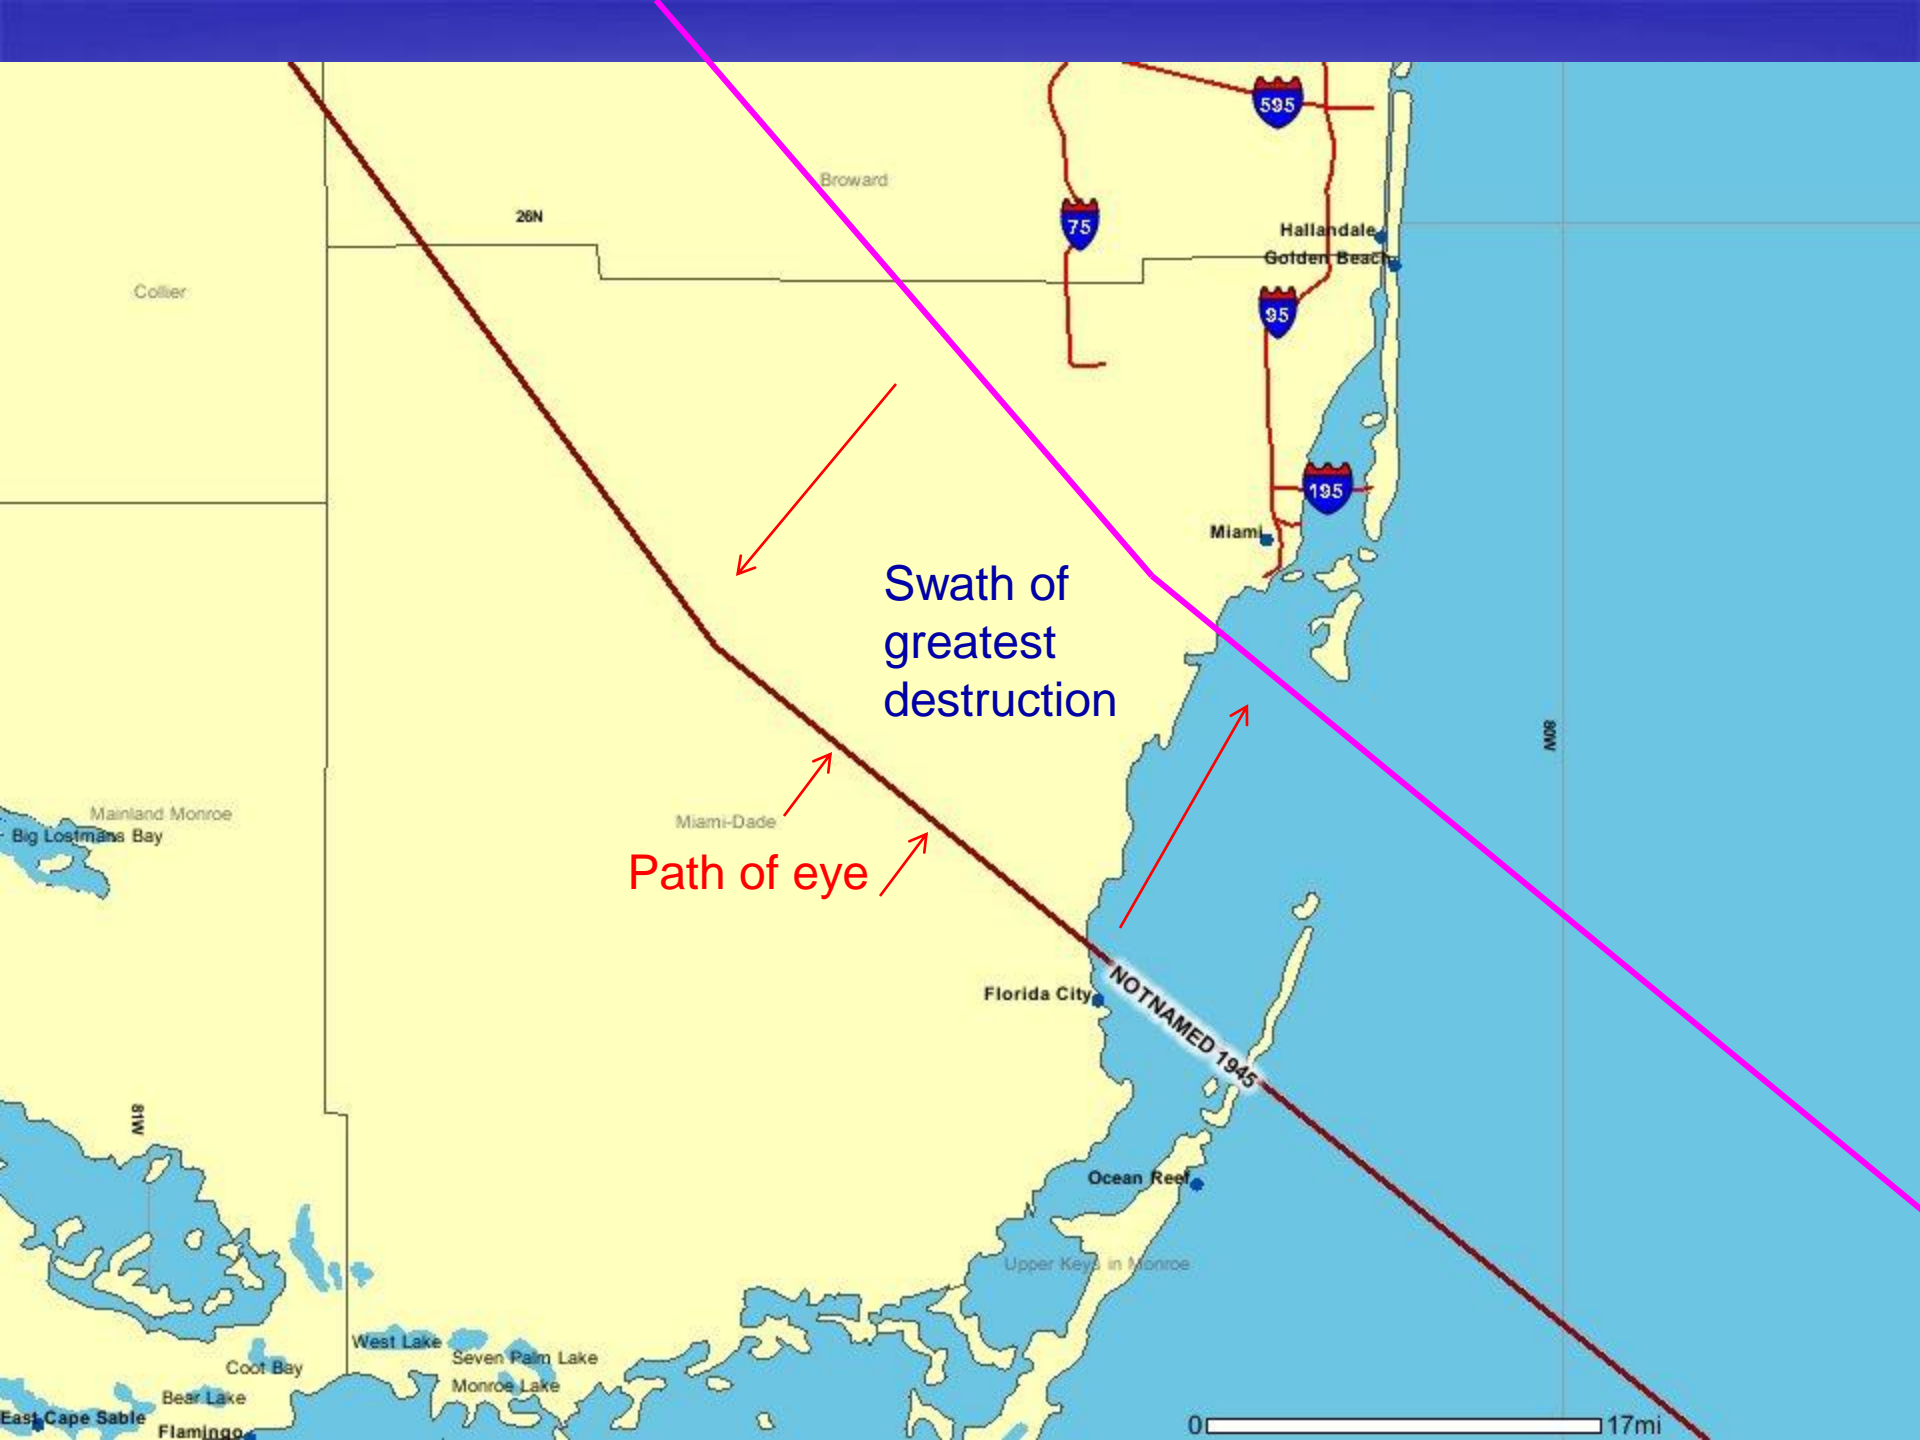 595
Broward
26N
75
Hallandale
Golden Beach
Collier
95
195
Miami
Swath of
greatest
destruction
80W
Mainland Monroe
Big Lostmans Bay
Miami-Dade
Path of eye
Florida City
NOTNAMED 1945
81W
Ocean Reef
Upper Keys in Monroe
West Lake
Seven Palm Lake
Coot Bay
Monroe Lake
Bear Lake
East Cape Sable
Flamingo
0 17mi